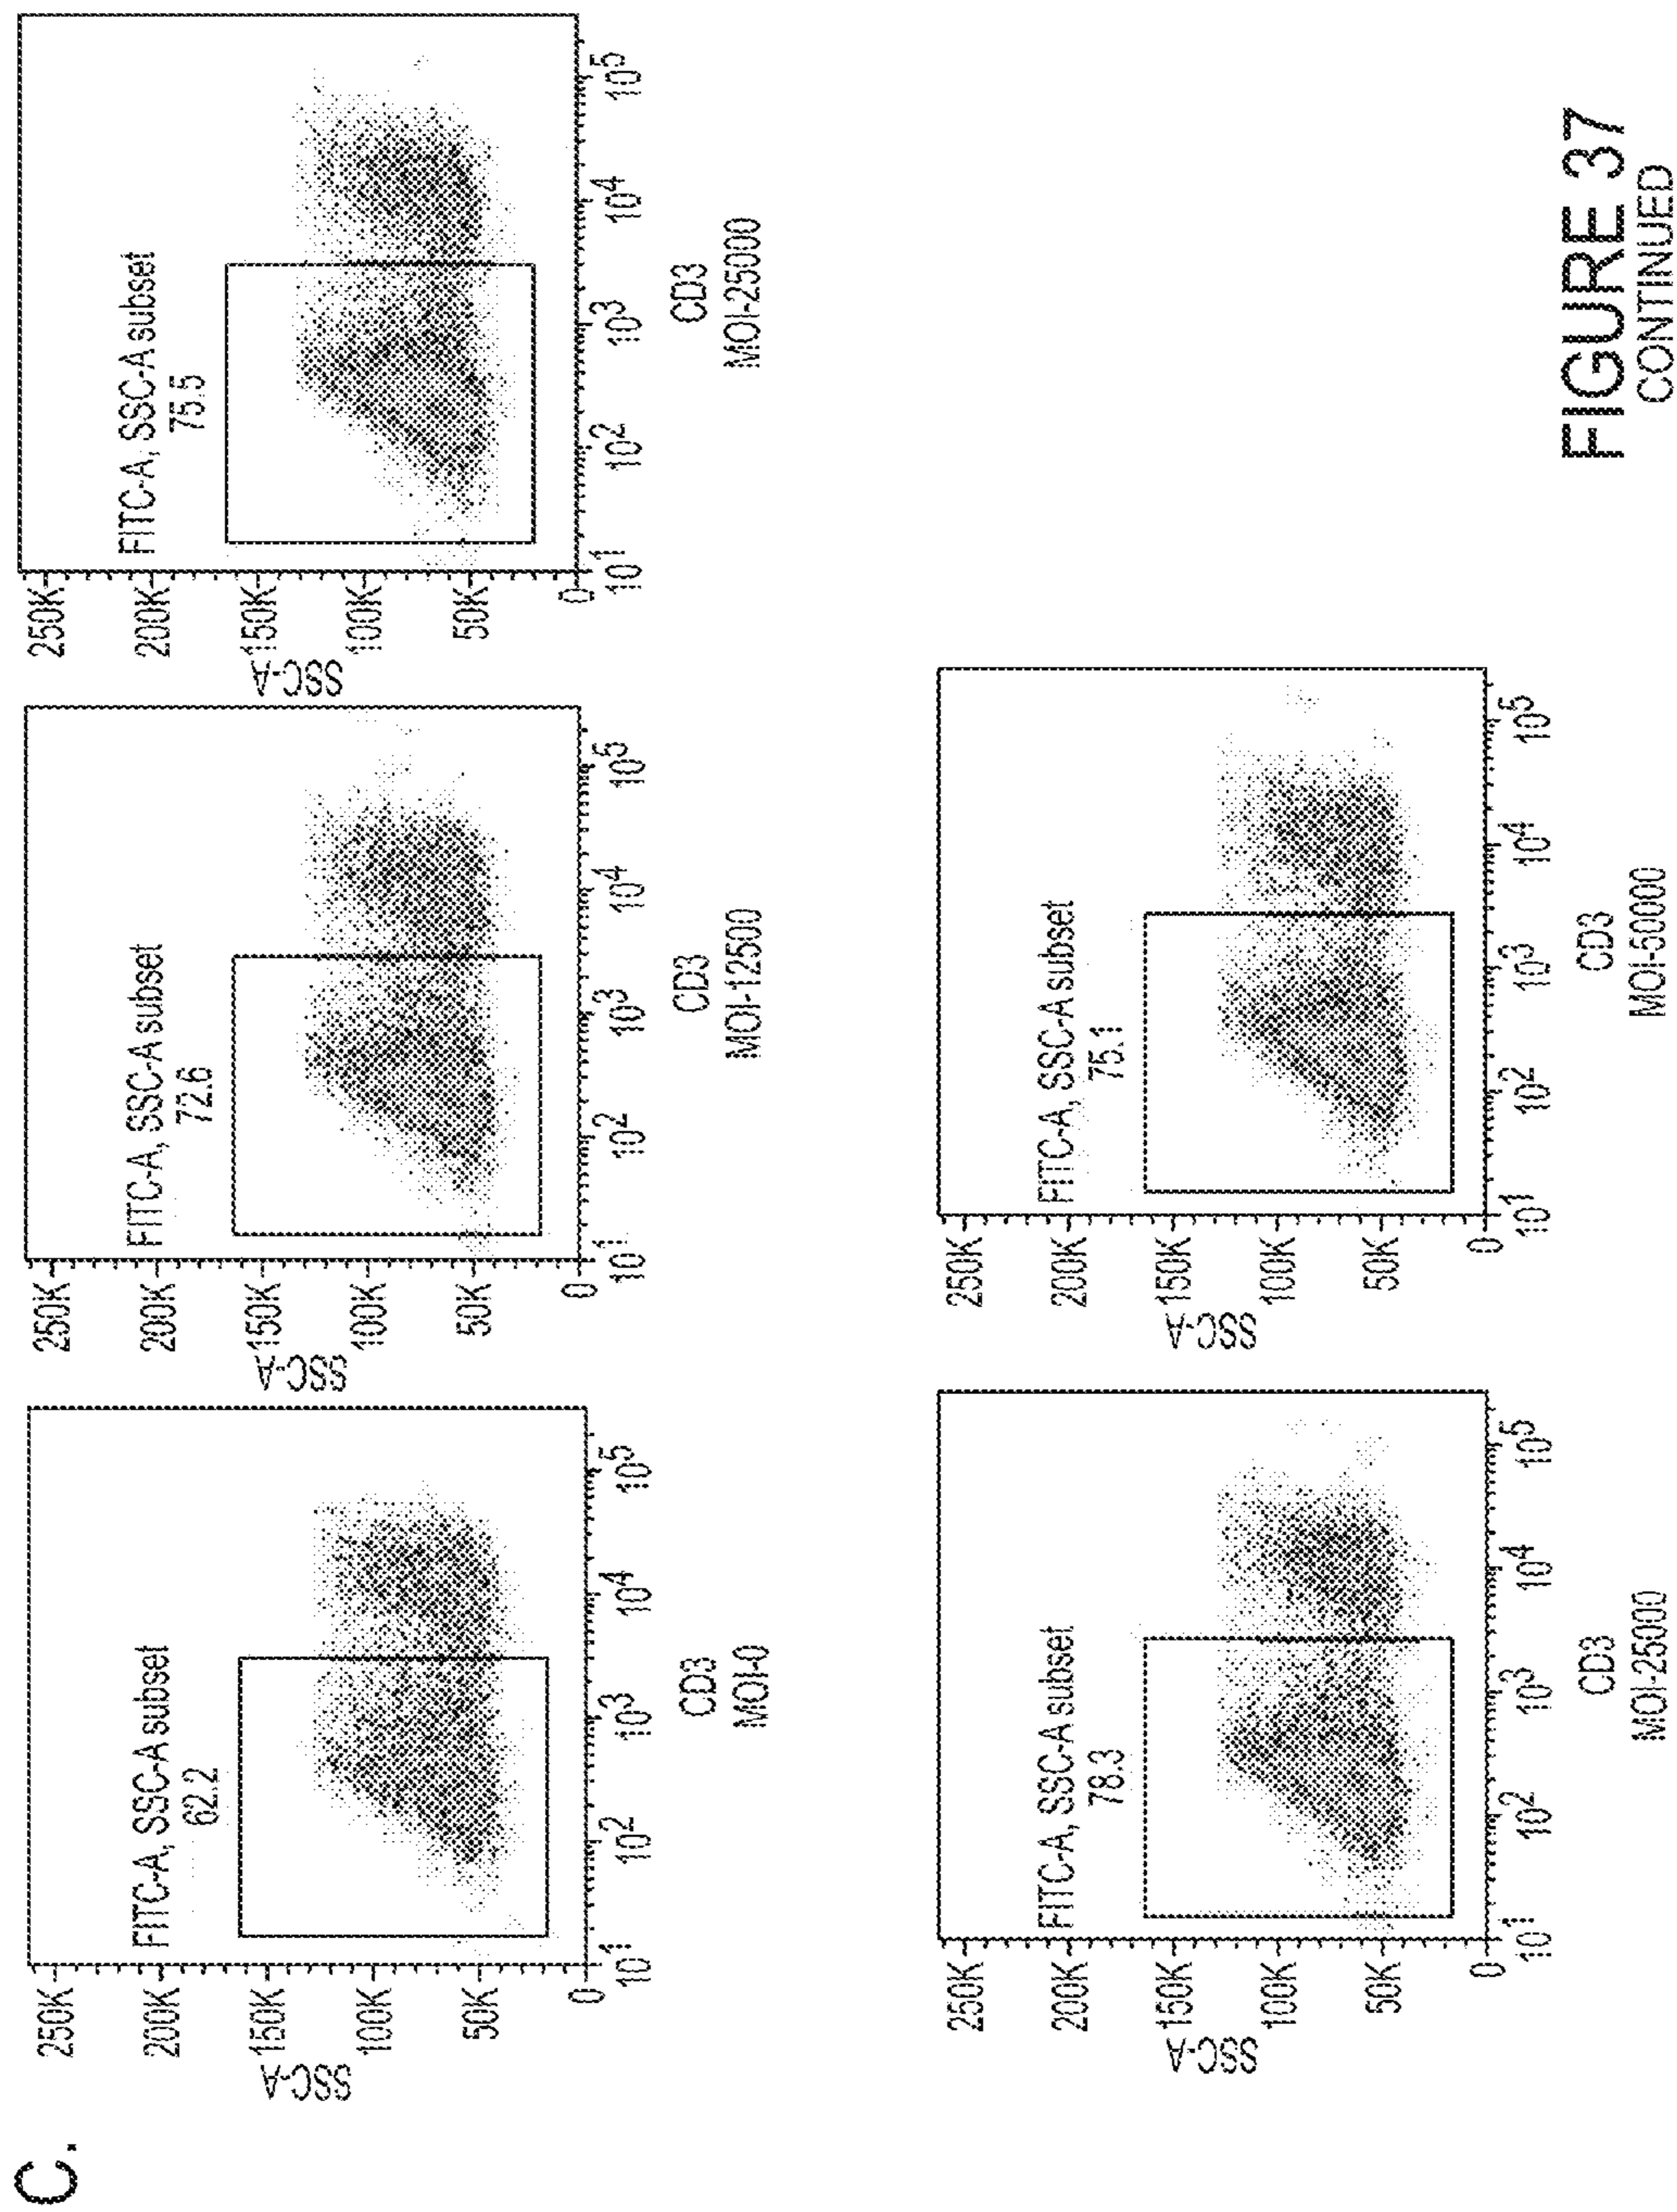 C.
FITC-A, SSC-A subset
62.2
250K
200K
150K
100K
50K
0
SSC-A
10^1
10^2
10^3
10^4
10^5
CD3
MOI-0
FITC-A, SSC-A subset
72.6
250K
200K
150K
100K
50K
0
SSC-A
10^1
10^2
10^3
10^4
10^5
CD3
MOI-12500
FITC-A, SSC-A subset
75.5
250K
200K
150K
100K
50K
0
SSC-A
10^1
10^2
10^3
10^4
10^5
CD3
MOI-25000
FITC-A, SSC-A subset
78.3
250K
200K
150K
100K
50K
0
SSC-A
10^1
10^2
10^3
10^4
10^5
CD3
MOI-25000
FITC-A, SSC-A subset
75.1
250K
200K
150K
100K
50K
0
SSC-A
10^1
10^2
10^3
10^4
10^5
CD3
MOI-50000
FIGURE 37
CONTINUED